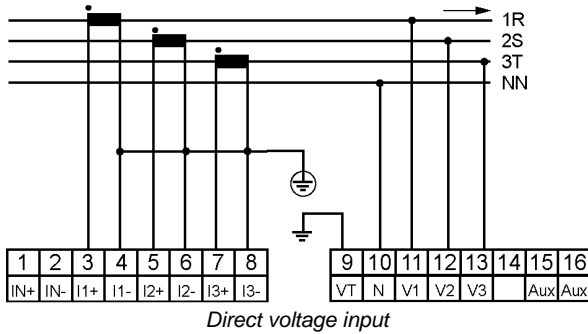 1R
2S
3T
NN
1 2 3 4 5 6 7 8
IN+ IN- I1+ I1- I2+ I2- I3+ I3-
9 10 11 12 13 14 15 16
VT N V1 V2 V3 Aux Aux
Direct voltage input